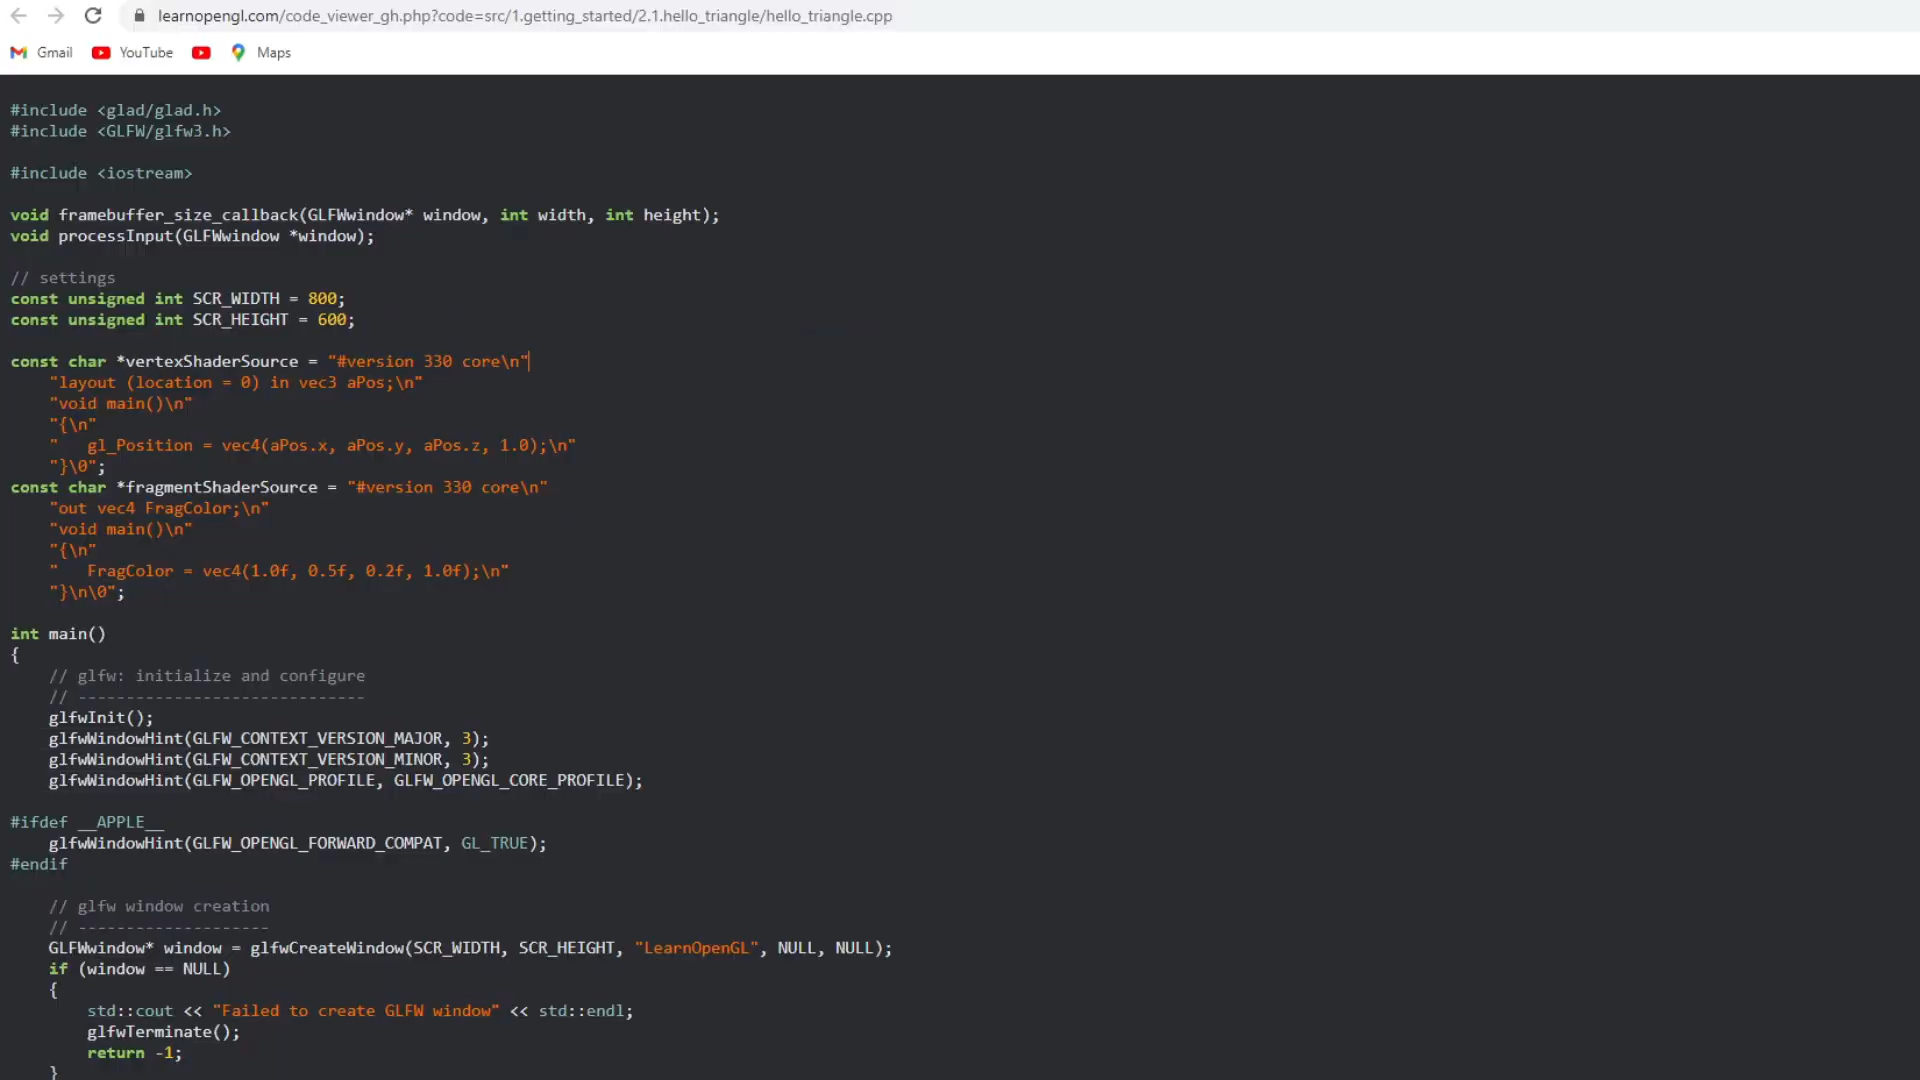 learnopengl.com/code_viewer_gh.php?code=src/1.getting_started/2.1.hello_triangle/hello_triangle.cpp
Gmail YouTube Maps
#include <glad/glad.h>
#include <GLFW/glfw3.h>
#include <iostream>
void framebuffer_size_callback(GLFWwindow* window, int width, int height);
void processInput(GLFWwindow *window);
// settings
const unsigned int SCR_WIDTH = 800;
const unsigned int SCR_HEIGHT = 600;
const char *vertexShaderSource = "#version 330 core\n"
    "layout (location = 0) in vec3 aPos;\n"
    "void main()\n"
    "{\n"
    "   gl_Position = vec4(aPos.x, aPos.y, aPos.z, 1.0);\n"
    "}\0";
const char *fragmentShaderSource = "#version 330 core\n"
    "out vec4 FragColor;\n"
    "void main()\n"
    "{\n"
    "   FragColor = vec4(1.0f, 0.5f, 0.2f, 1.0f);\n"
    "}\n\0";
int main()
{
    // glfw: initialize and configure
    // ------------------------------
    glfwInit();
    glfwWindowHint(GLFW_CONTEXT_VERSION_MAJOR, 3);
    glfwWindowHint(GLFW_CONTEXT_VERSION_MINOR, 3);
    glfwWindowHint(GLFW_OPENGL_PROFILE, GLFW_OPENGL_CORE_PROFILE);
#ifdef __APPLE__
    glfwWindowHint(GLFW_OPENGL_FORWARD_COMPAT, GL_TRUE);
#endif
    // glfw window creation
    // --------------------
    GLFWwindow* window = glfwCreateWindow(SCR_WIDTH, SCR_HEIGHT, "LearnOpenGL", NULL, NULL);
    if (window == NULL)
    {
        std::cout << "Failed to create GLFW window" << std::endl;
        glfwTerminate();
        return -1;
    }